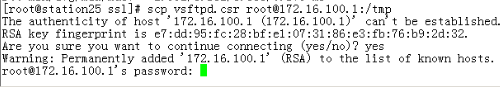 [root@station25 ssl]# scp vsftpd.csr root@172.16.100.1:/tmp
The authenticity of host '172.16.100.1 (172.16.100.1)' can't be established.
RSA key fingerprint is e7:dd:95:fc:28:bf:e1:07:31:86:e3:fb:76:b9:2d:32.
Are you sure you want to continue connecting (yes/no)? yes
Warning: Permanently added '172.16.100.1' (RSA) to the list of known hosts.
root@172.16.100.1's password: